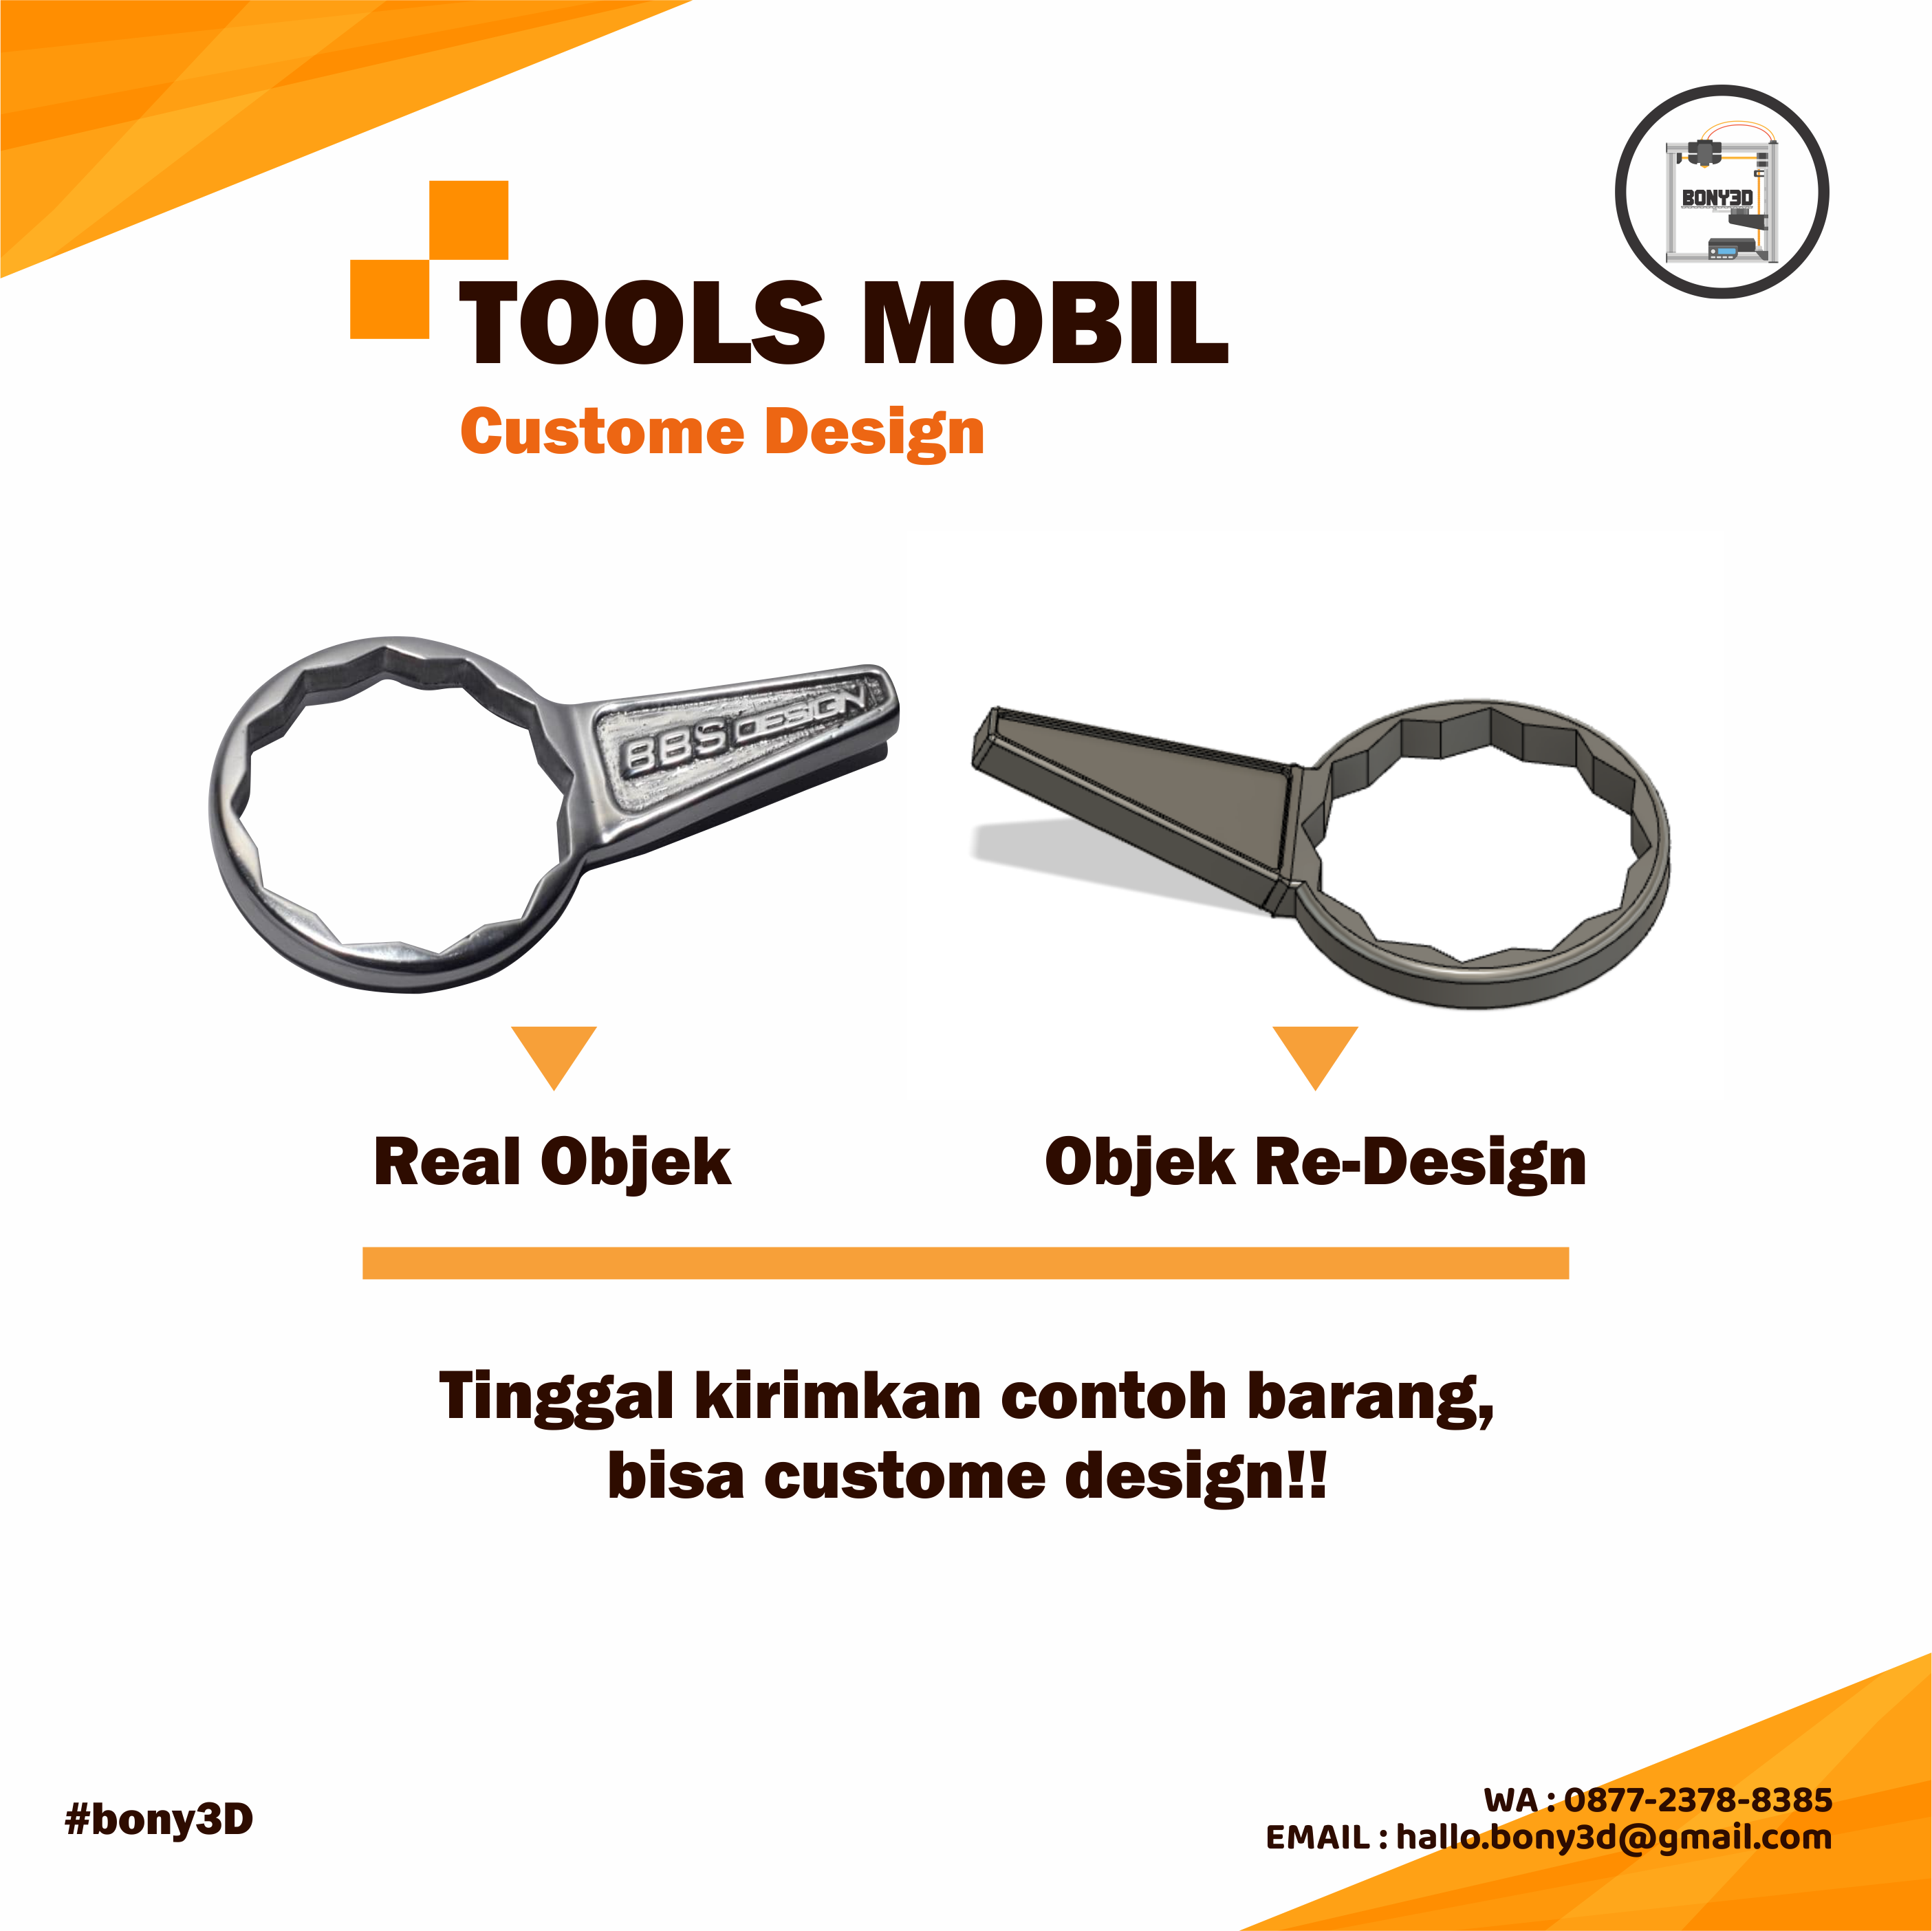 BONY3D
TOOLS MOBIL
Custome Design
BBS DESIGN
Real Objek
Objek Re-Design
Tinggal kirimkan contoh barang,
bisa custome design!!
#bony3D
WA : 0877-2378-8385
EMAIL : hallo.bony3d@gmail.com